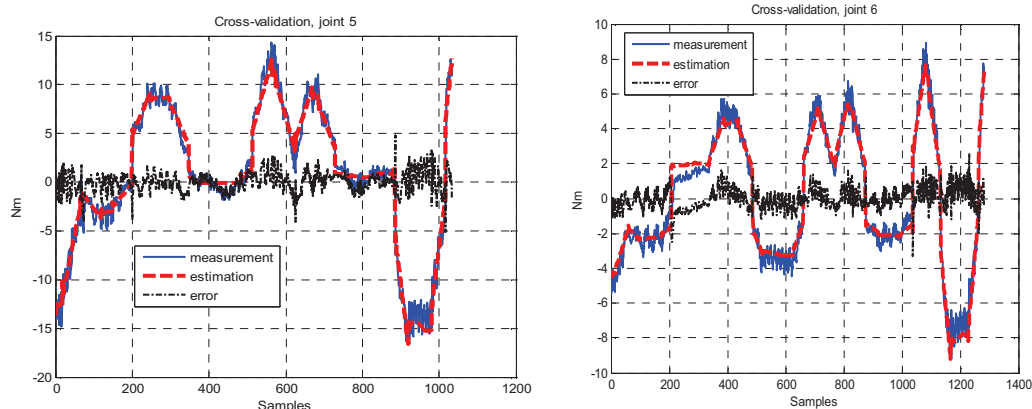 Cross-validation, joint 5
15
10
5
0
-5
-10
-15
-20
Nm
measurement
estimation
error
0 200 400 600 800 1000 1200
Samples
Cross-validation, joint 6
10
8
6
4
2
0
-2
-4
-6
-8
-10
Nm
measurement
estimation
error
0 200 400 600 800 1000 1200 1400
Samples